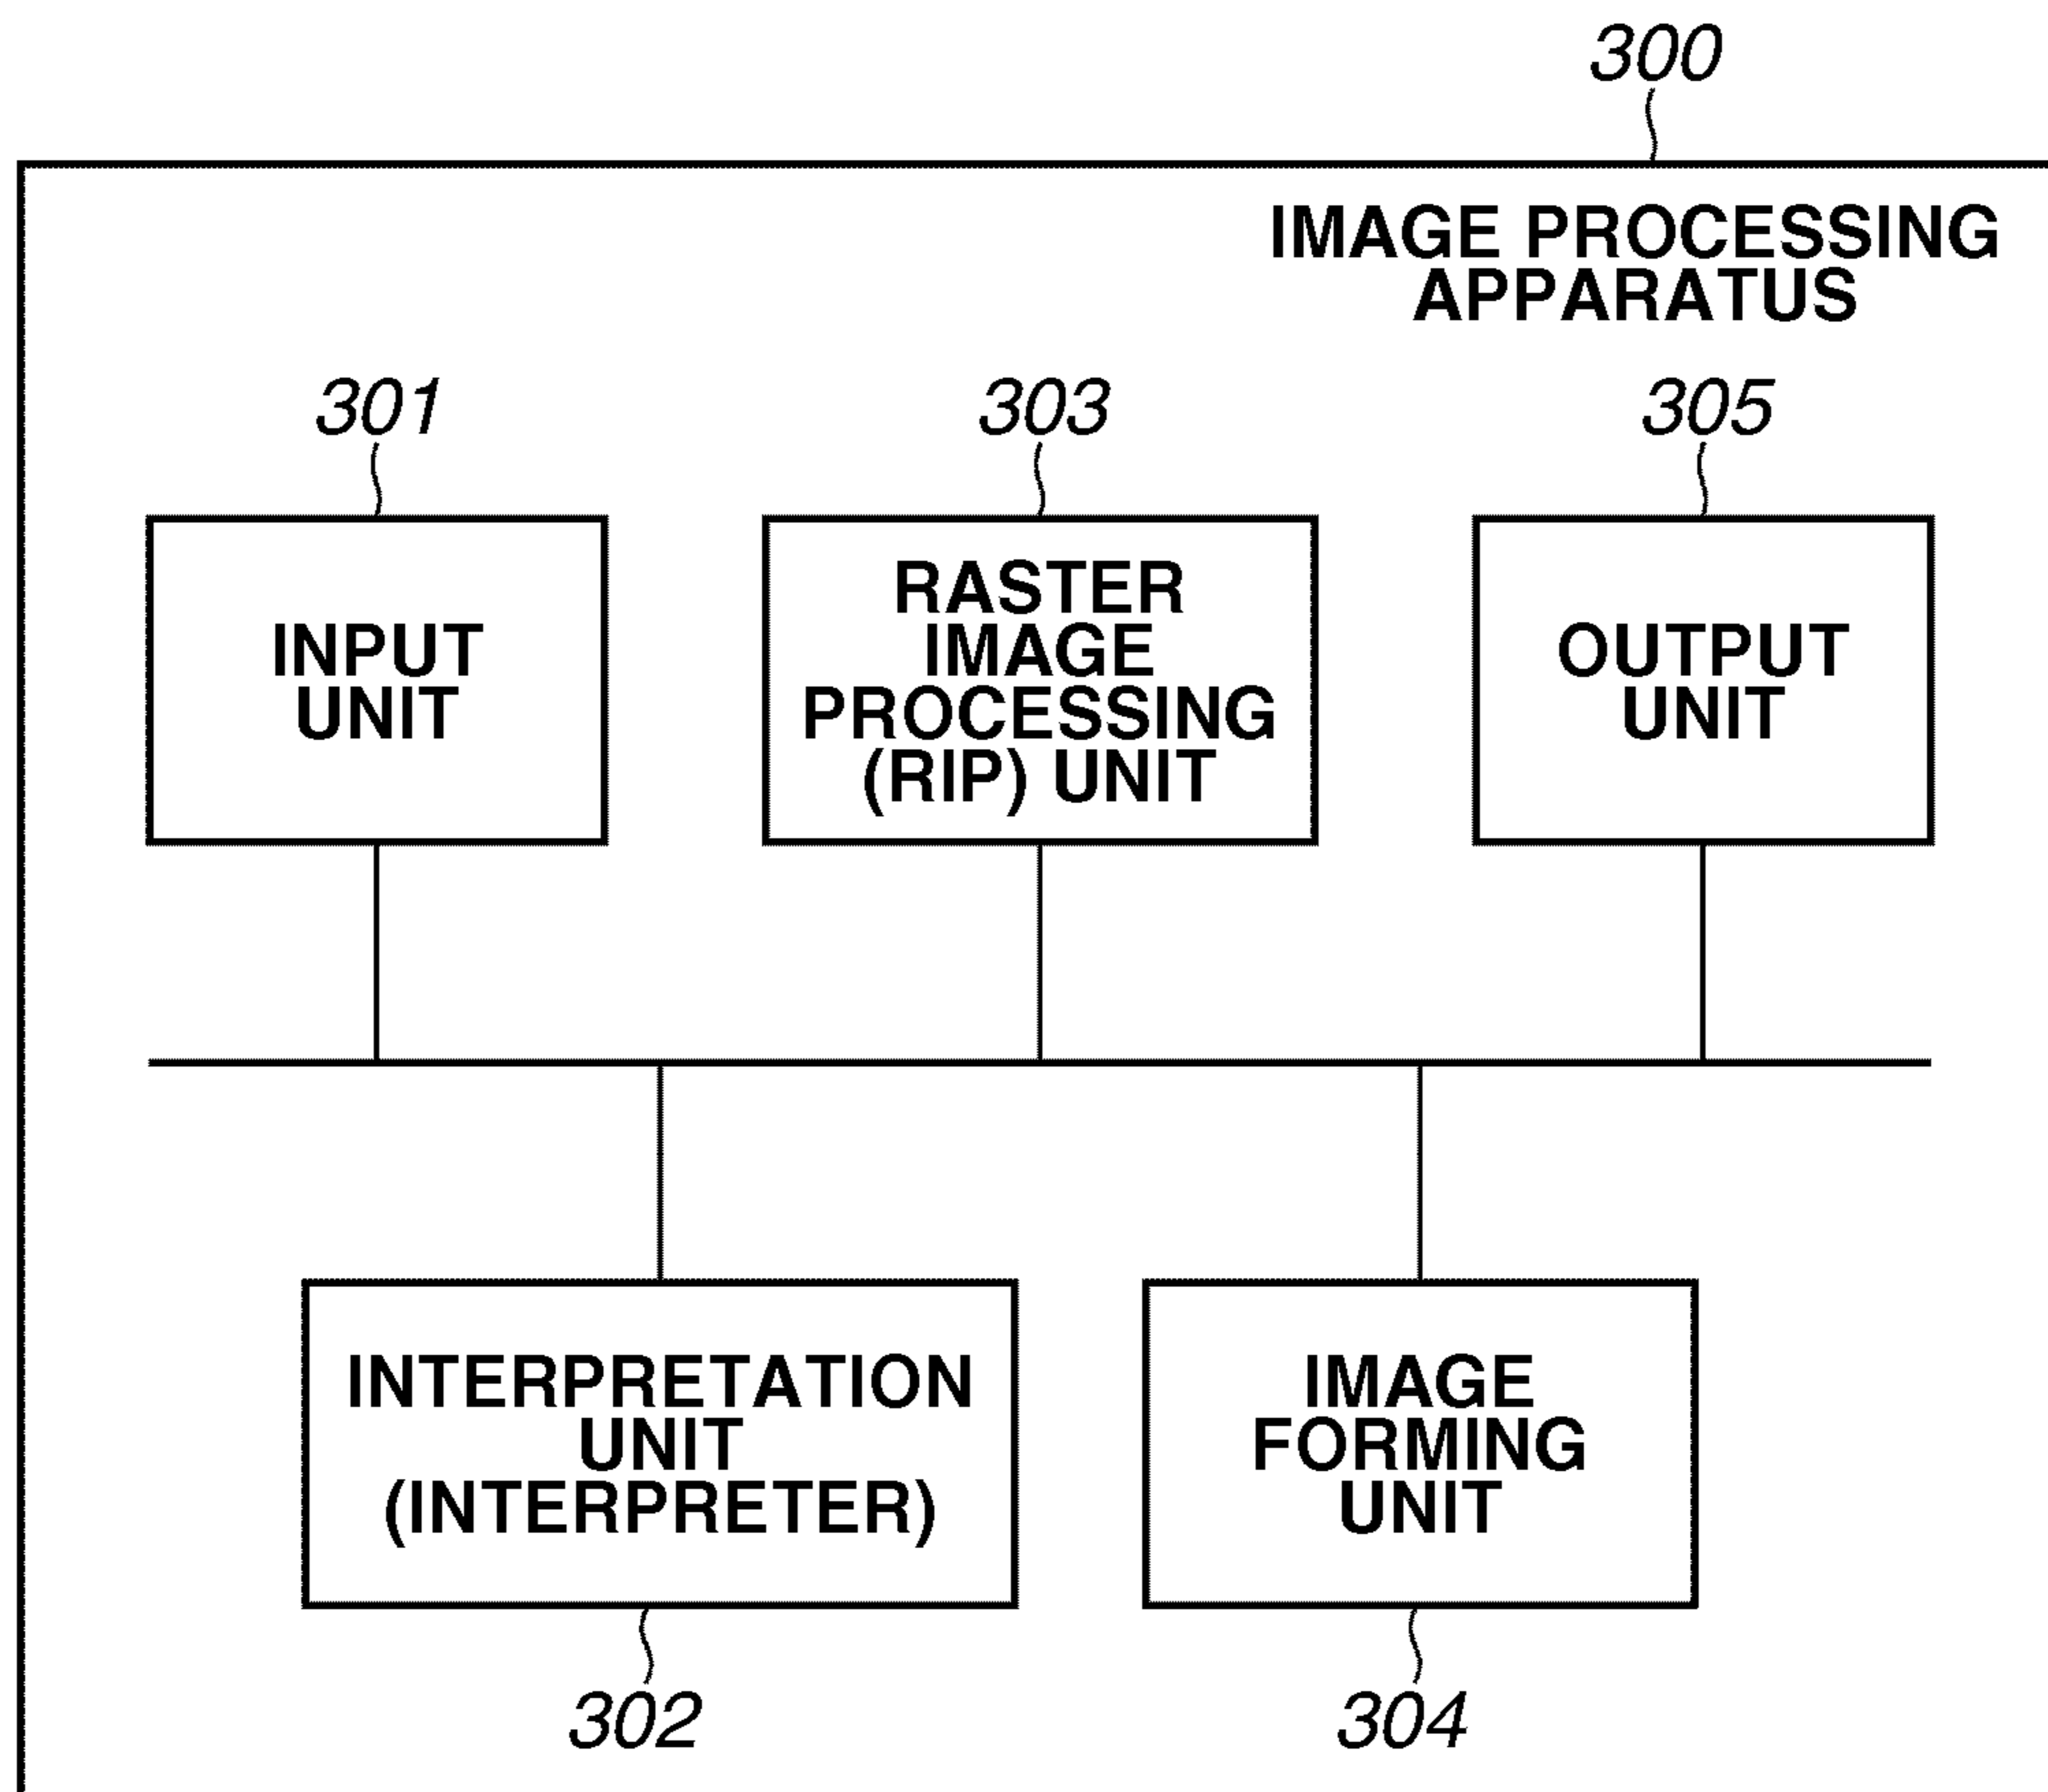 300
IMAGE PROCESSING
APPARATUS
301
303
305
INPUT
UNIT
RASTER
IMAGE
PROCESSING
(RIP) UNIT
OUTPUT
UNIT
INTERPRETATION
UNIT
(INTERPRETER)
IMAGE
FORMING
UNIT
302
304